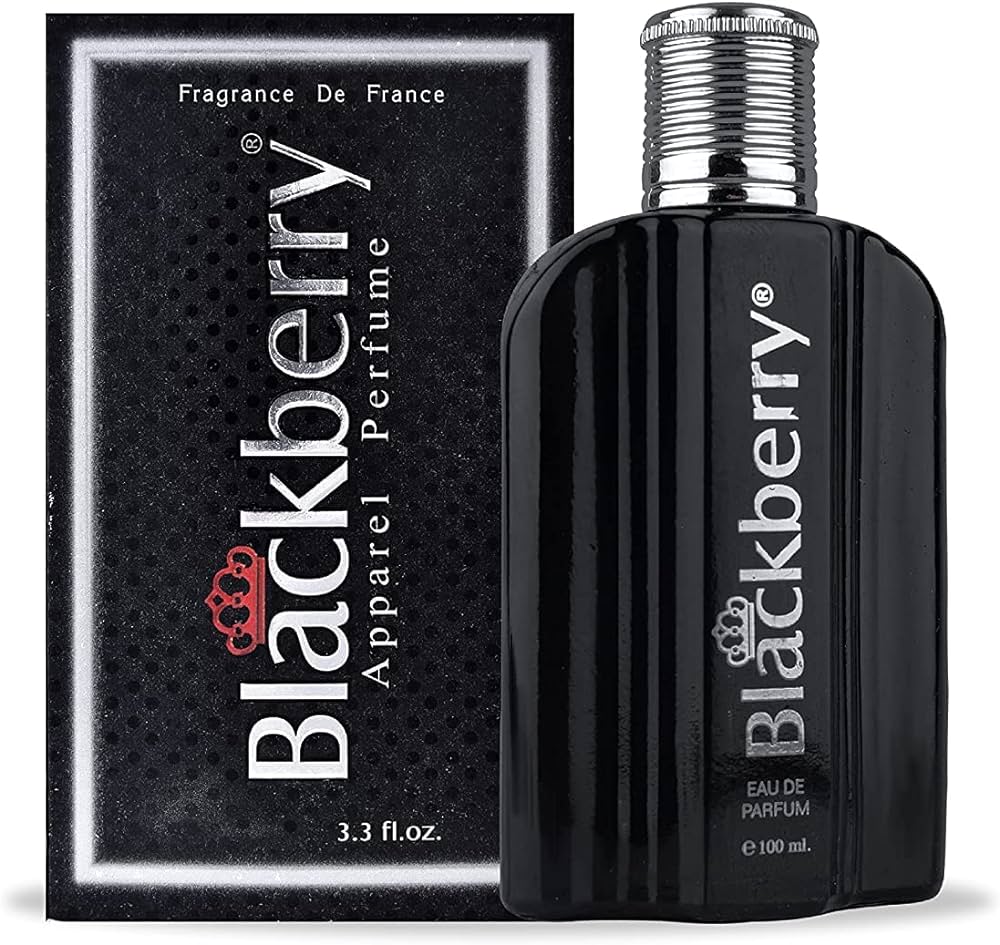 Fragrance De France
Blackberry®
Apparel Perfume
3.3 fl.oz.
Blackberry®
EAU DE
PARFUM
℮ 100 ml.